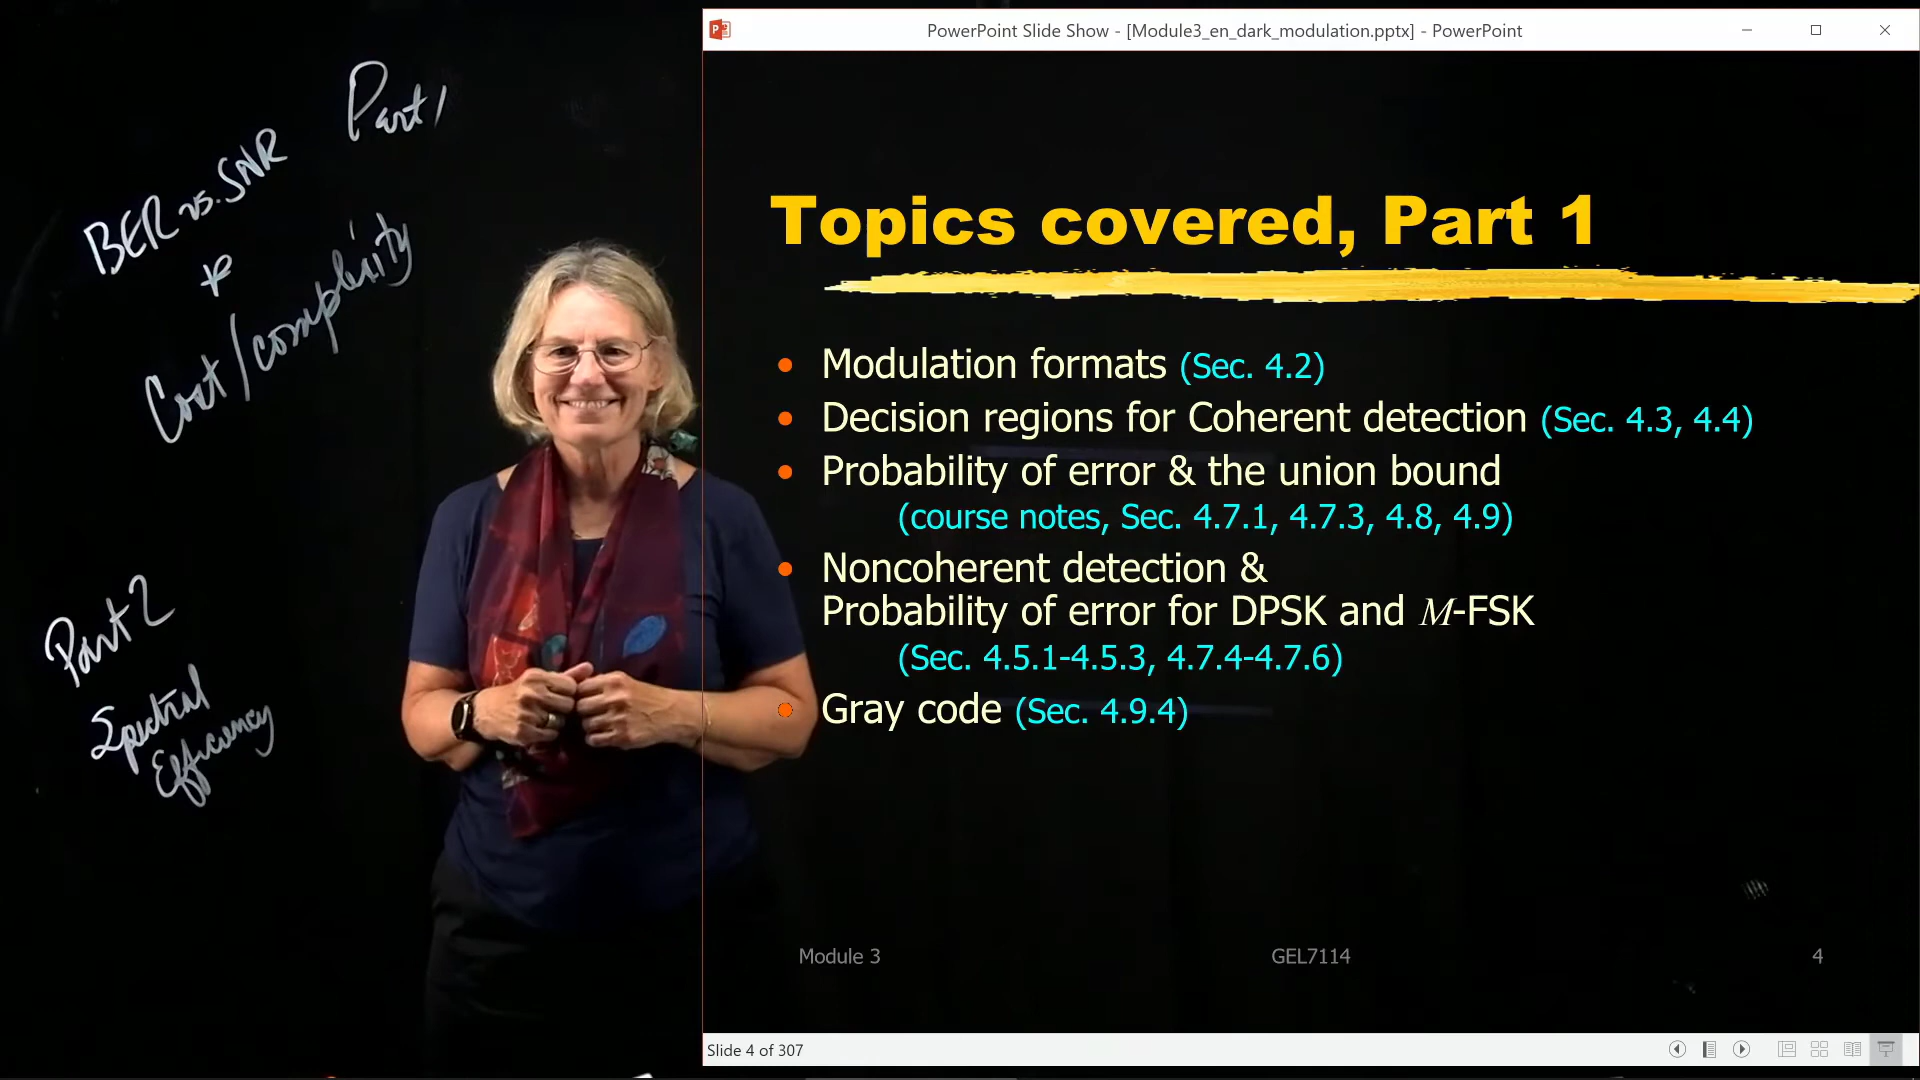 Part 1
BER vs. SNR
+
Cost/complexity
Part 2
Spectral
Efficiency
PowerPoint Slide Show - [Module3_en_dark_modulation.pptx] - PowerPoint
Topics covered, Part 1
• Modulation formats (Sec. 4.2)
• Decision regions for Coherent detection (Sec. 4.3, 4.4)
• Probability of error & the union bound
(course notes, Sec. 4.7.1, 4.7.3, 4.8, 4.9)
• Noncoherent detection &
Probability of error for DPSK and M-FSK
(Sec. 4.5.1-4.5.3, 4.7.4-4.7.6)
• Gray code (Sec. 4.9.4)
Module 3
GEL7114
4
Slide 4 of 307